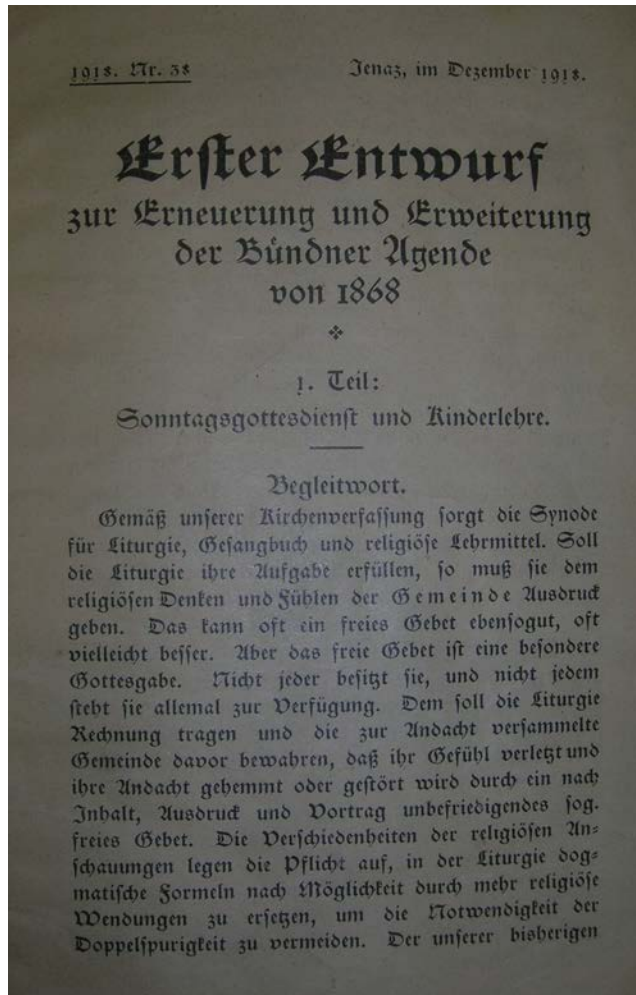 1918. Nr. 38
Jenaz, im Dezember 1918.
Erster Entwurf
zur Erneuerung und Erweiterung
der Bündner Agende
von 1868
1. Teil:
Sonntagsgottesdienst und Kinderlehre.
Begleitwort.
Gemäß unserer Kirchenverfassung sorgt die Synode
für Liturgie, Gesangbuch und religiöse Lehrmittel. Soll
die Liturgie ihre Aufgabe erfüllen, so muß sie dem
religiösen Denken und Fühlen der Gemeinde Ausdruck
geben. Das kann oft ein freies Gebet ebensogut, oft
vielleicht besser. Aber das freie Gebet ist eine besondere
Gottesgabe. Nicht jeder besitzt sie, und nicht jedem
steht sie allemal zur Verfügung. Dem soll die Liturgie
Rechnung tragen und die zur Andacht versammelte
Gemeinde davor bewahren, daß ihr Gefühl verletzt und
ihre Andacht gehemmt oder gestört wird durch ein nach
Inhalt, Ausdruck und Vortrag unbefriedigendes sog.
freies Gebet. Die Verschiedenheiten der religiösen An-
schauungen legen die Pflicht auf, in der Liturgie dog-
matische Formeln nach Möglichkeit durch mehr religiöse
Wendungen zu ersetzen, um die Notwendigkeit der
Doppelspurigkeit zu vermeiden. Der unserer bisherigen